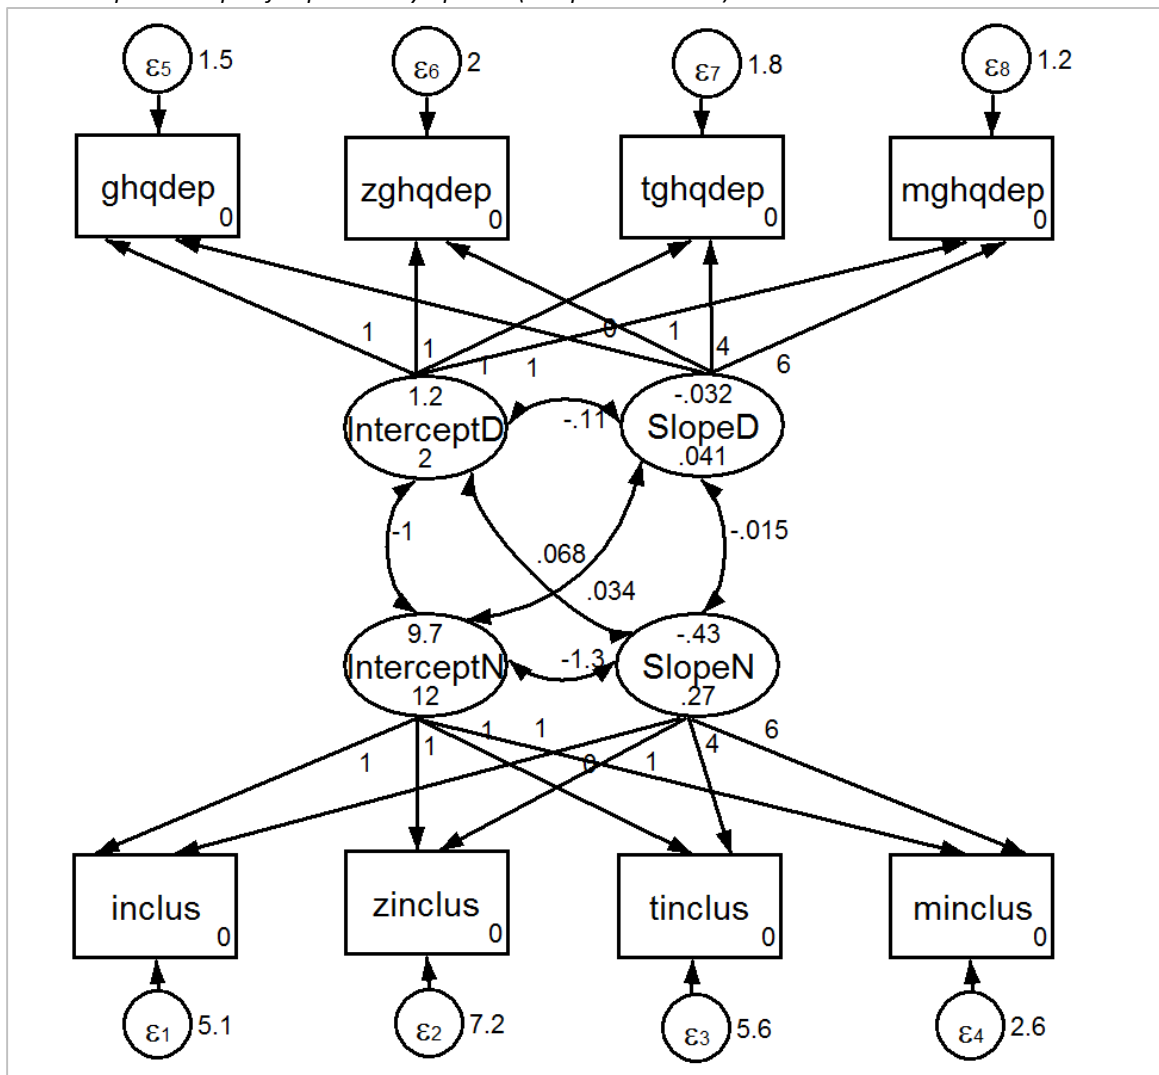 ε5 1.5 ε6 2 ε7 1.8 ε8 1.2
ghqdep 0 zghqdep 0 tghqdep 0 mghqdep 0
1 1 1 1 0 1 4 6
1.2 -.032
InterceptD -.11 SlopeD
2 .041
-1 -.015
.068
.034
9.7 -.43
InterceptN -1.3 SlopeN
12 .27
1 1 1 1 0 1 4 6
inclus 0 zinclus 0 tinclus 0 minclus 0
ε1 5.1 ε2 7.2 ε3 5.6 ε4 2.6